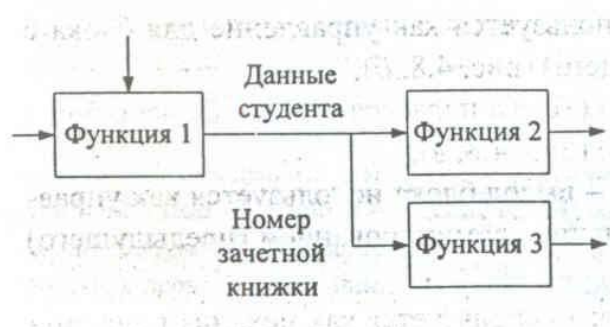 Данные
студента
Функция 1
Функция 2
Номер
зачетной
книжки
Функция 3